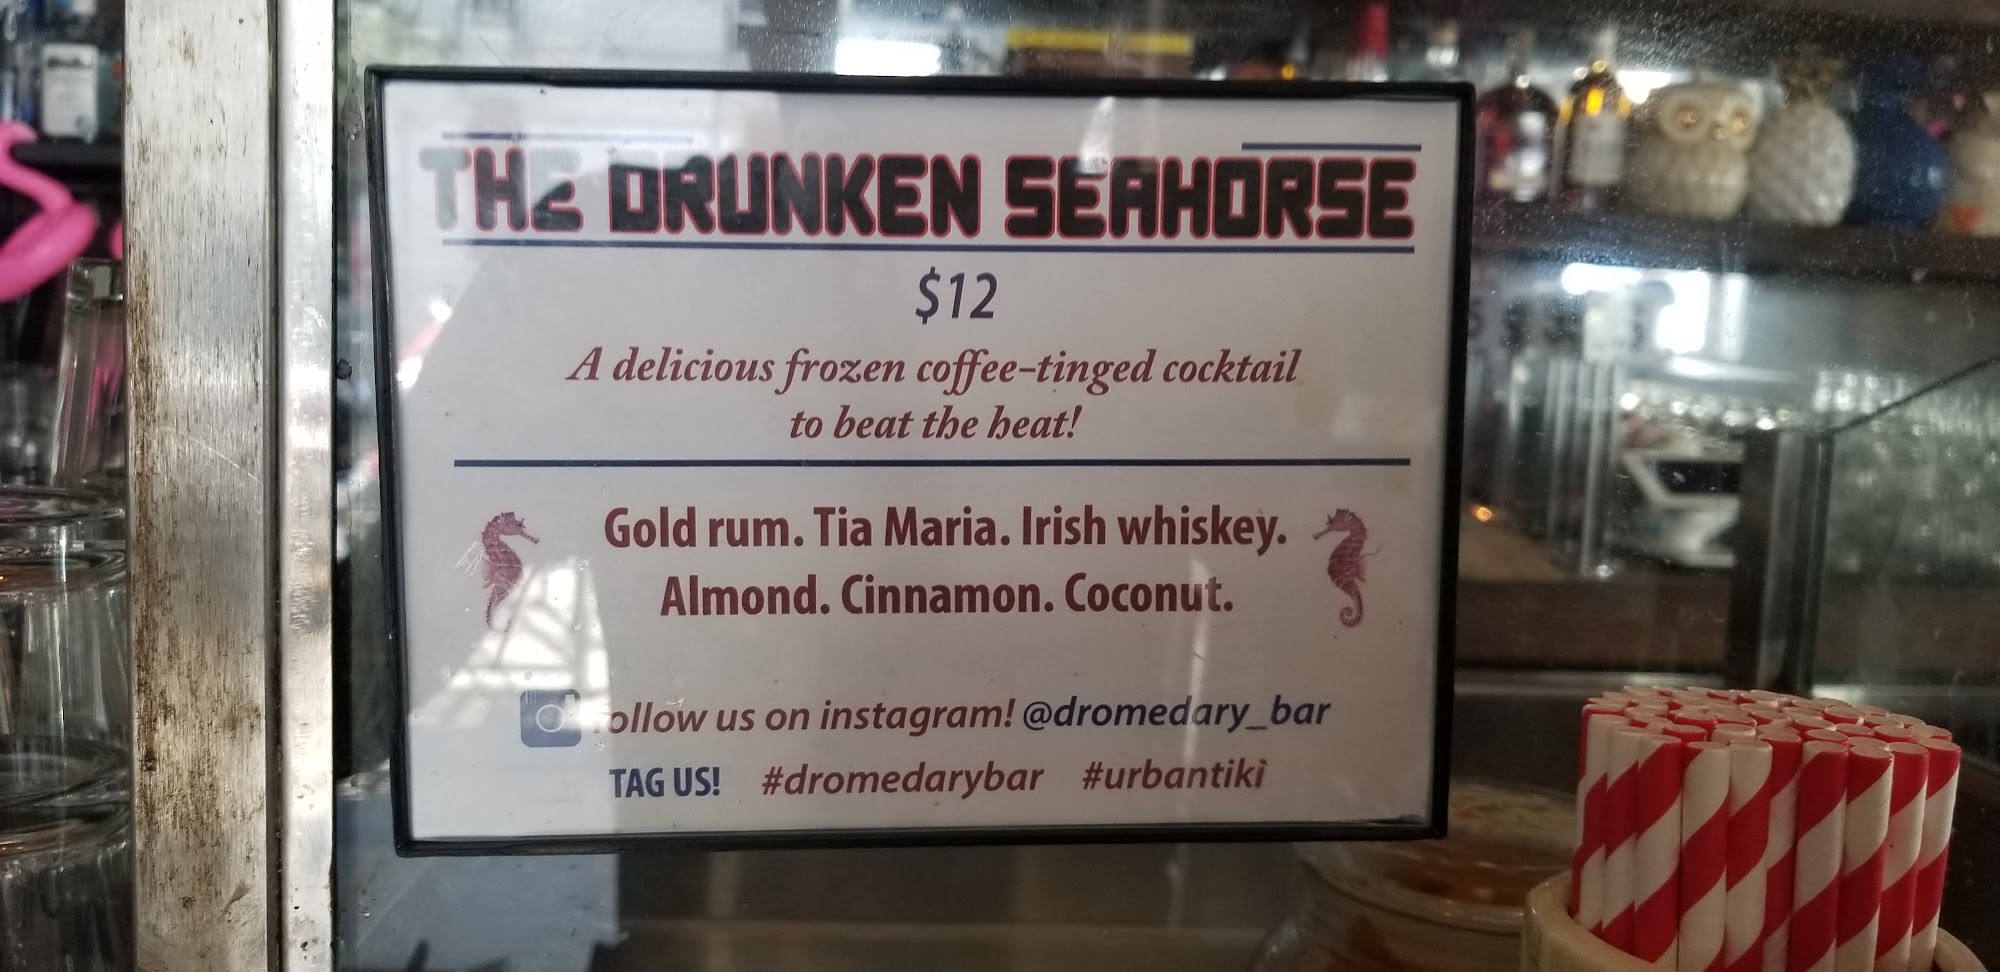 THE DRUNKEN SEAHORSE
$12
A delicious frozen coffee-tinged cocktail
to beat the heat!
Gold rum. Tia Maria. Irish whiskey.
Almond. Cinnamon. Coconut.
follow us on instagram! @dromedary_bar
TAG US! #dromedarybar #urbantiki